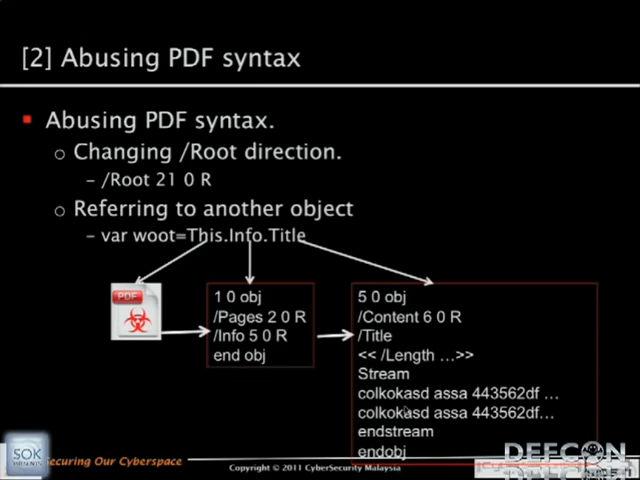 [2] Abusing PDF syntax
Abusing PDF syntax.
Changing /Root direction.
– /Root 21 0 R
Referring to another object
– var woot=This.Info.Title
PDF
1 0 obj
/Pages 2 0 R
/Info 5 0 R
end obj
5 0 obj
/Content 6 0 R
/Title
<< /Length ...>>
Stream
colkokasd assa 443562df ...
colkokasd assa 443562df...
endstream
endobj
SOK
PRESENTS
Securing Our Cyberspace
Copyright © 2011 CyberSecurity Malaysia
DEFCON